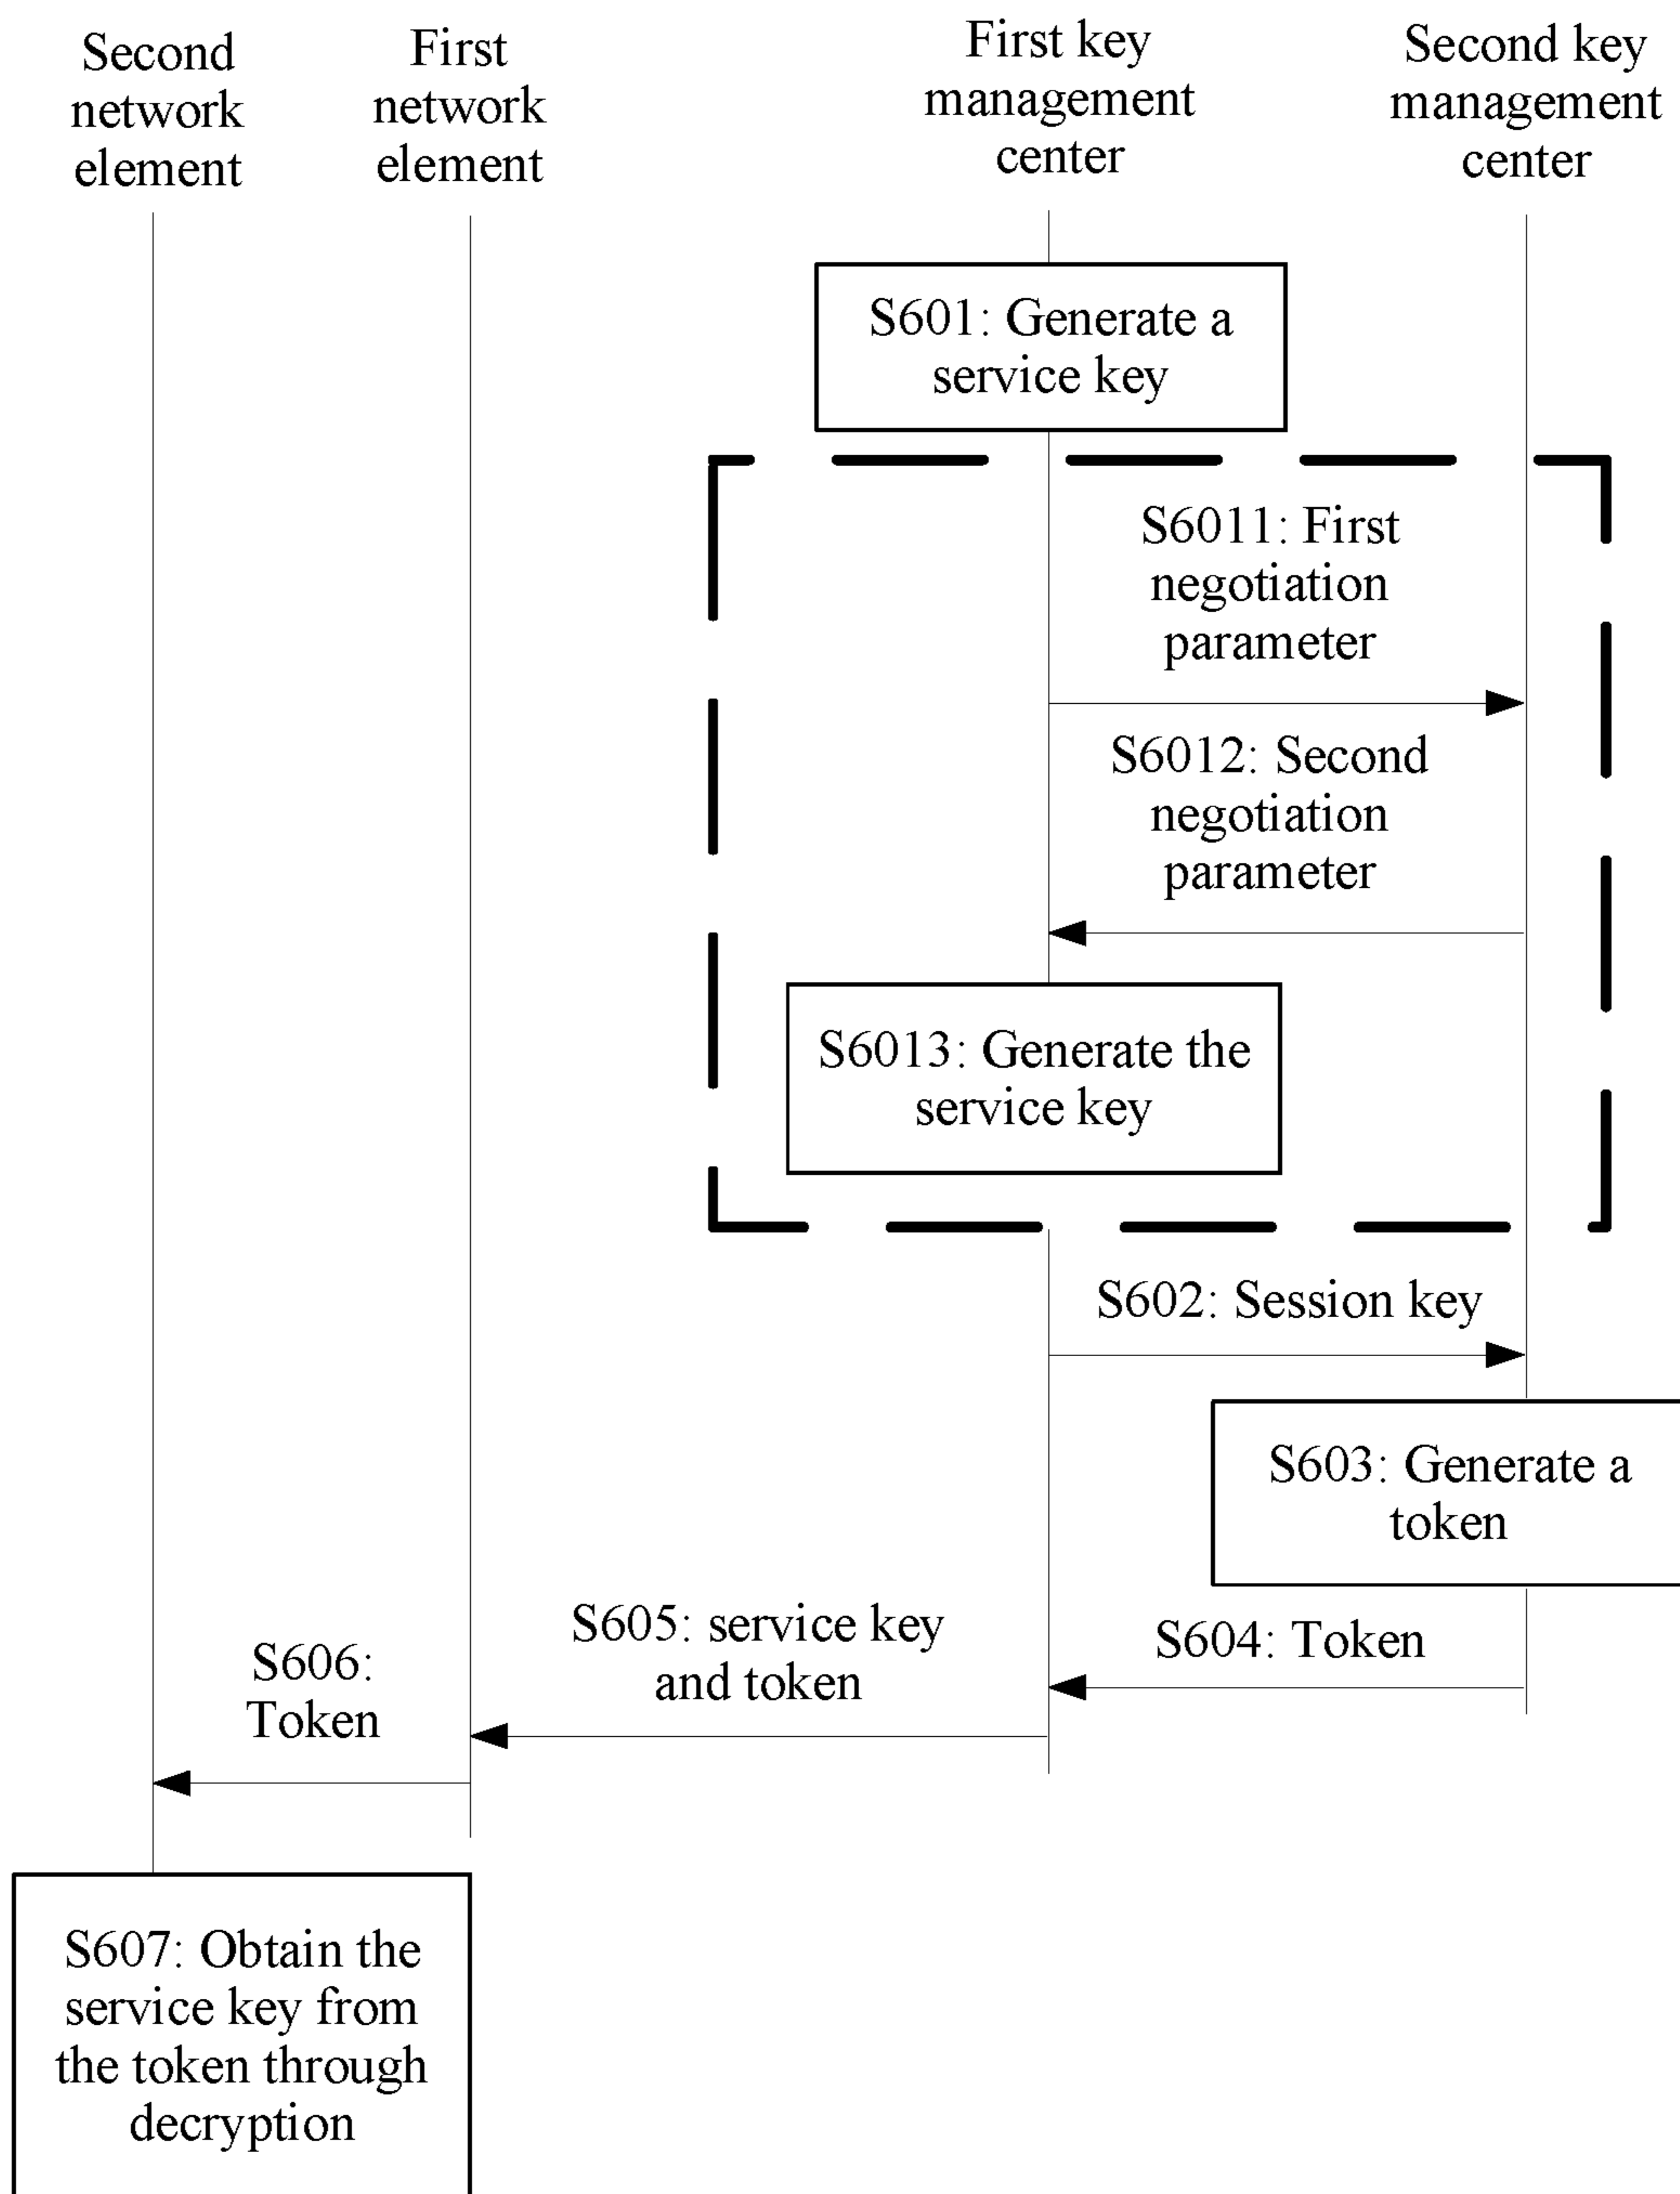 Second
network
element
First
network
element
First key
management
center
Second key
management
center
S601: Generate a
service key
S6011: First
negotiation
parameter
S6012: Second
negotiation
parameter
S6013: Generate the
service key
S602: Session key
S603: Generate a
token
S604: Token
S605: service key
and token
S606:
Token
S607: Obtain the
service key from
the token through
decryption